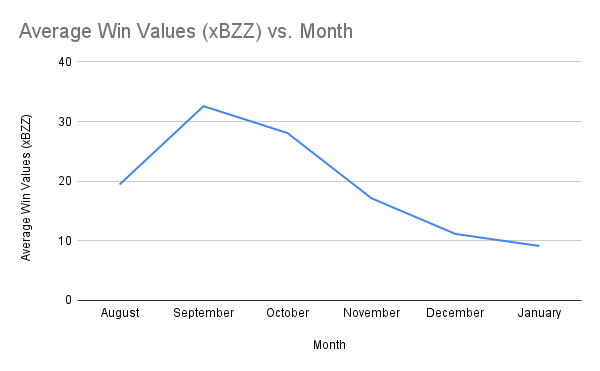 Average Win Values (xBZZ) vs. Month
Average Win Values (xBZZ)
40
30
20
10
0
August September October November December January
Month